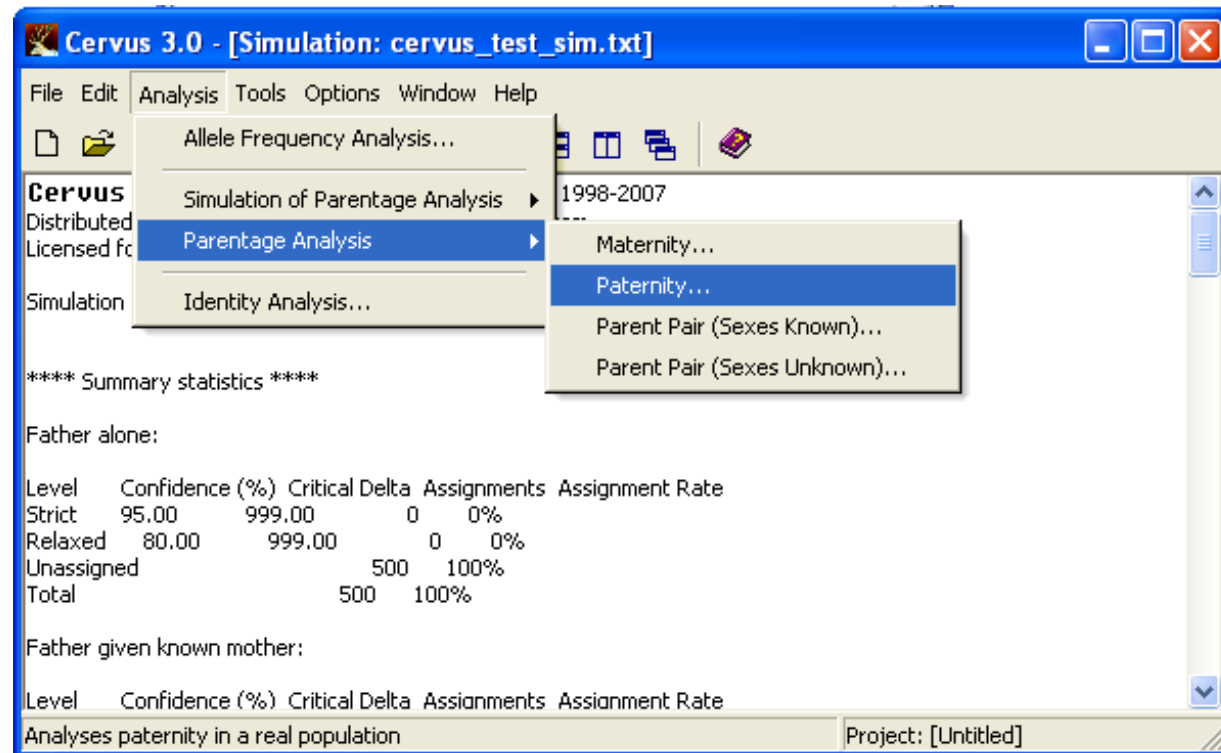 Cervus 3.0 - [Simulation: cervus_test_sim.txt]
File Edit Analysis Tools Options Window Help
Allele Frequency Analysis...
Simulation of Parentage Analysis
Parentage Analysis
Identity Analysis...
Maternity...
Paternity...
Parent Pair (Sexes Known)...
Parent Pair (Sexes Unknown)...
Cervus 1998-2007
Distributed
Licensed
Simulation
**** Summary statistics ****
Father alone:
Level Confidence (%) Critical Delta Assignments Assignment Rate
Strict 95.00 999.00 0 0%
Relaxed 80.00 999.00 0 0%
Unassigned 500 100%
Total 500 100%
Father given known mother:
Level Confidence (%) Critical Delta Assignments Assignment Rate
Analyses paternity in a real population Project: [Untitled]